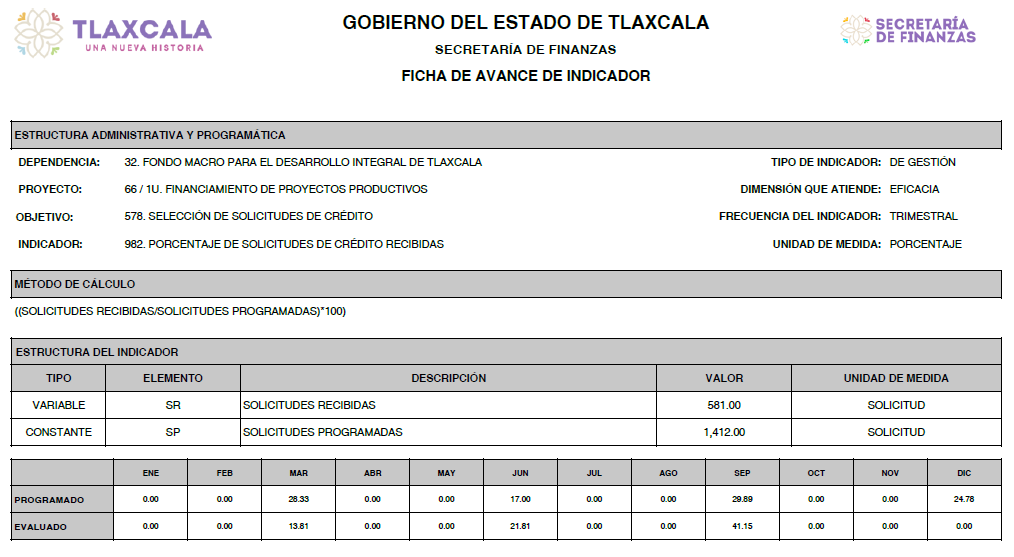 TLAXCALA
UNA NUEVA HISTORIA
GOBIERNO DEL ESTADO DE TLAXCALA
SECRETARÍA DE FINANZAS
FICHA DE AVANCE DE INDICADOR
SECRETARÍA
DE FINANZAS
ESTRUCTURA ADMINISTRATIVA Y PROGRAMÁTICA
DEPENDENCIA: 32. FONDO MACRO PARA EL DESARROLLO INTEGRAL DE TLAXCALA TIPO DE INDICADOR: DE GESTIÓN
PROYECTO: 66 / 1U. FINANCIAMIENTO DE PROYECTOS PRODUCTIVOS DIMENSIÓN QUE ATIENDE: EFICACIA
OBJETIVO: 578. SELECCIÓN DE SOLICITUDES DE CRÉDITO FRECUENCIA DEL INDICADOR: TRIMESTRAL
INDICADOR: 982. PORCENTAJE DE SOLICITUDES DE CRÉDITO RECIBIDAS UNIDAD DE MEDIDA: PORCENTAJE
MÉTODO DE CÁLCULO
((SOLICITUDES RECIBIDAS/SOLICITUDES PROGRAMADAS)*100)
ESTRUCTURA DEL INDICADOR
TIPO ELEMENTO DESCRIPCIÓN VALOR UNIDAD DE MEDIDA
VARIABLE SR SOLICITUDES RECIBIDAS 581.00 SOLICITUD
CONSTANTE SP SOLICITUDES PROGRAMADAS 1,412.00 SOLICITUD
ENE FEB MAR ABR MAY JUN JUL AGO SEP OCT NOV DIC
PROGRAMADO 0.00 0.00 28.33 0.00 0.00 17.00 0.00 0.00 29.89 0.00 0.00 24.78
EVALUADO 0.00 0.00 13.81 0.00 0.00 21.81 0.00 0.00 41.15 0.00 0.00 0.00